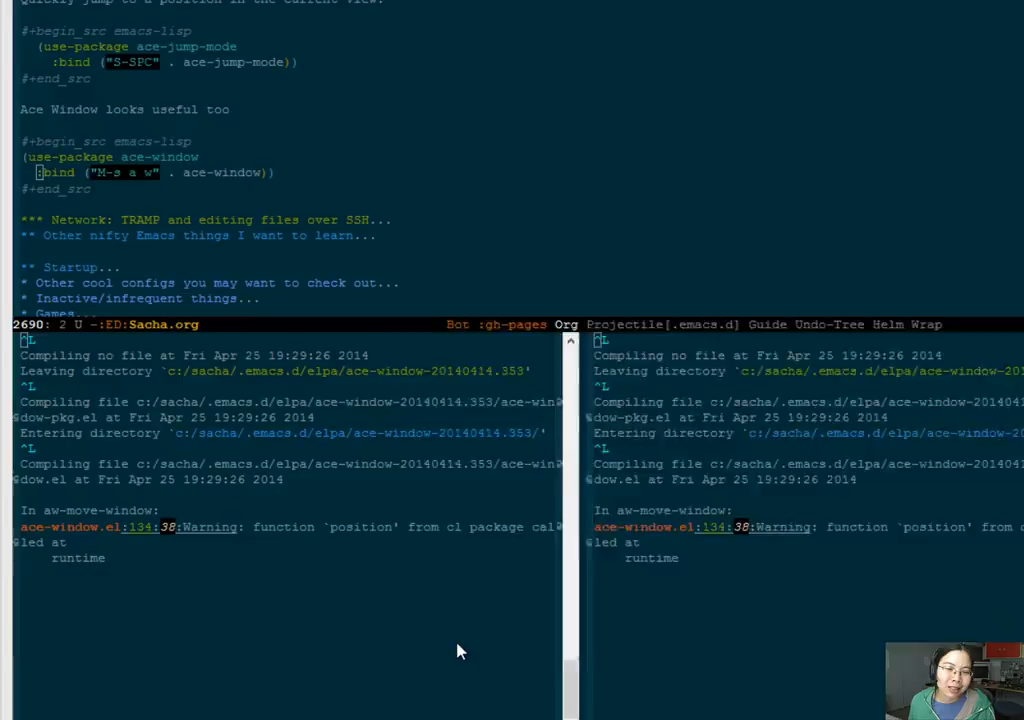 Quickly jump to a position in the current view.
#+begin_src emacs-lisp
(use-package ace-jump-mode
:bind ("S-SPC" . ace-jump-mode))
#+end_src
Ace Window looks useful too
#+begin_src emacs-lisp
(use-package ace-window
:bind ("M-s a w" . ace-window))
#+end_src
*** Network: TRAMP and editing files over SSH...
** Other nifty Emacs things I want to learn...
** Startup...
* Other cool configs you may want to check out...
* Inactive/infrequent things...
* Games...
2690: 2 U -:ED:Sacha.org Bot :gh-pages Org Projectile[.emacs.d] Guide Undo-Tree Helm Wrap
^L
Compiling no file at Fri Apr 25 19:29:26 2014
Leaving directory `c:/sacha/.emacs.d/elpa/ace-window-20140414.353'
^L
Compiling file c:/sacha/.emacs.d/elpa/ace-window-20140414.353/ace-win
dow-pkg.el at Fri Apr 25 19:29:26 2014
Entering directory `c:/sacha/.emacs.d/elpa/ace-window-20140414.353/'
^L
Compiling file c:/sacha/.emacs.d/elpa/ace-window-20140414.353/ace-win
dow.el at Fri Apr 25 19:29:26 2014
In aw-move-window:
ace-window.el:134:38:Warning: function `position' from cl package cal
led at
runtime
^L
Compiling no file at Fri Apr 25 19:29:26 2014
Leaving directory `c:/sacha/.emacs.d/elpa/ace-window-201
^L
Compiling file c:/sacha/.emacs.d/elpa/ace-window-2014041
dow-pkg.el at Fri Apr 25 19:29:26 2014
Entering directory `c:/sacha/.emacs.d/elpa/ace-window-20
^L
Compiling file c:/sacha/.emacs.d/elpa/ace-window-2014041
dow.el at Fri Apr 25 19:29:26 2014
In aw-move-window:
ace-window.el:134:38:Warning: function `position' from c
led at
runtime